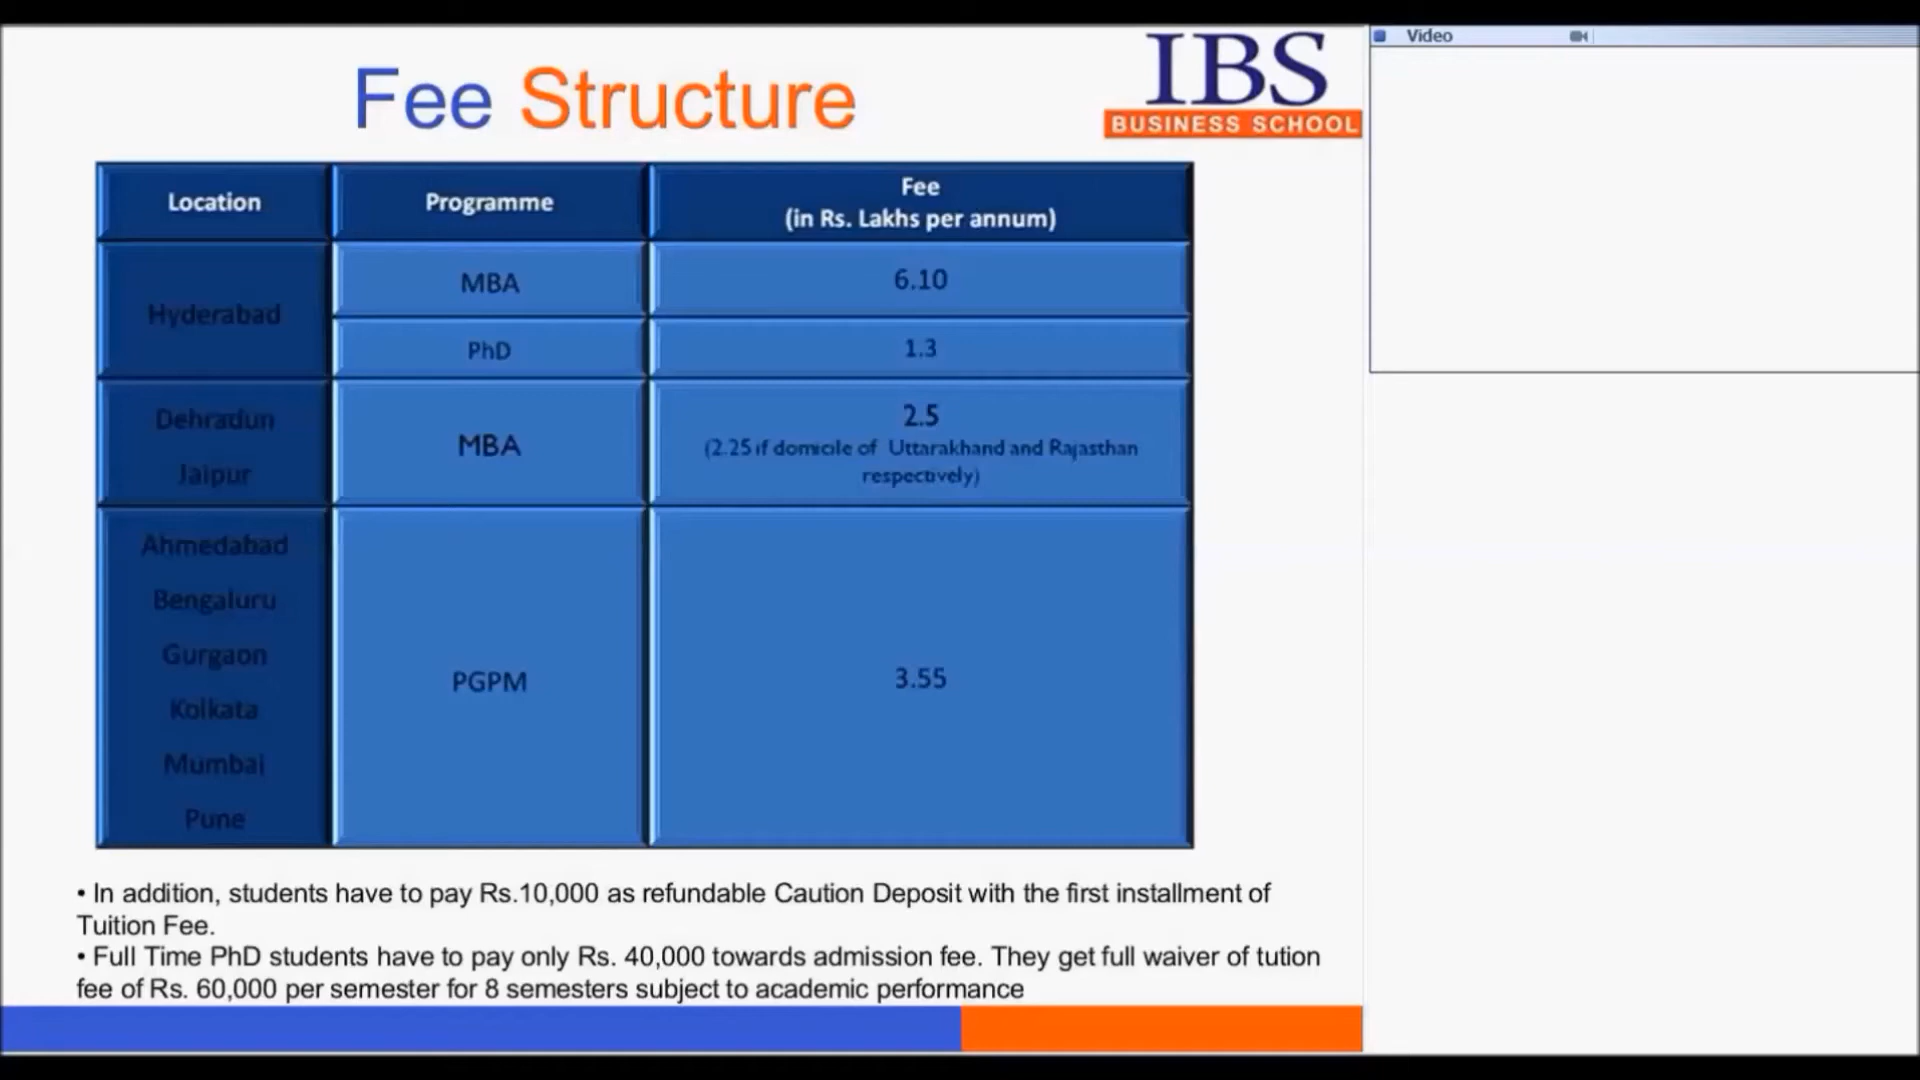 Fee Structure
IBS
BUSINESS SCHOOL
Video
Location
Programme
Fee
(in Rs. Lakhs per annum)
Hyderabad
MBA
6.10
PhD
1.3
Dehradun
Jaipur
MBA
2.5
(2.25 if domicile of Uttarakhand and Rajasthan
respectively)
Ahmedabad
Bengaluru
Gurgaon
Kolkata
Mumbai
Pune
PGPM
3.55
• In addition, students have to pay Rs.10,000 as refundable Caution Deposit with the first installment of
Tuition Fee.
• Full Time PhD students have to pay only Rs. 40,000 towards admission fee. They get full waiver of tution
fee of Rs. 60,000 per semester for 8 semesters subject to academic performance